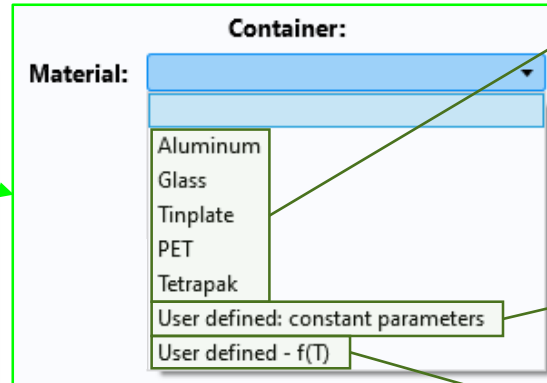 Container:
Material:
Aluminum
Glass
Tinplate
PET
Tetrapak
User defined: constant parameters
User defined - f(T)